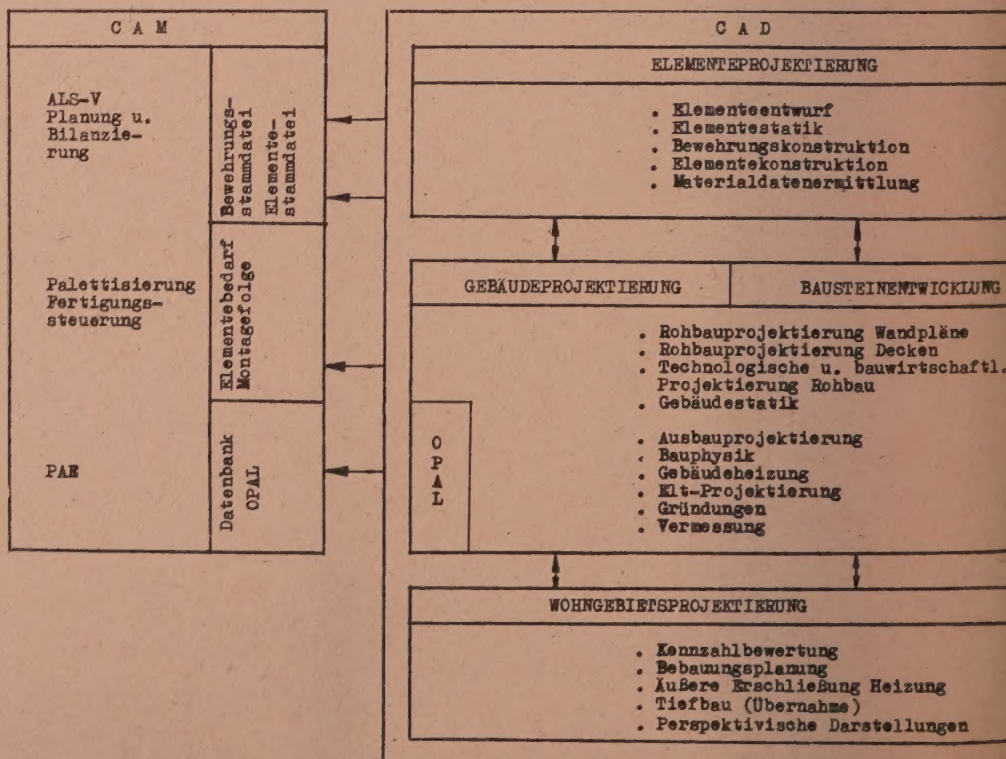 C A M
ALS-V
Planung u.
Bilanzie-
rung
Bewehrungs-
stammdatei
Elemente-
stammdatei
Palettisierung
Fertigungs-
steuerung
Elementebedarf
Montagefolge
PAE
Datenbank
OPAL
C A D
ELEMENTEPROJEKTIERUNG
. Elementeentwurf
. Elementestatik
. Bewehrungskonstruktion
. Elementekonstruktion
. Materialdatenermittlung
GEBÄUDEPROJEKTIERUNG
BAUSTEINENTWICKLUNG
. Rohbauprojektierung Wandpläne
. Rohbauprojektierung Decken
. Technologische u. bauwirtschaftl.
Projektierung Rohbau
. Gebäudestatik
. Ausbauprojektierung
. Bauphysik
. Gebäudeheizung
. Elt-Projektierung
. Gründungen
. Vermessung
O
P
A
L
WOHNGEBIETSPROJEKTIERUNG
. Kennzahlbewertung
. Bebauungsplanung
. Äußere Erschließung Heizung
. Tiefbau (Übernahme)
. Perspektivische Darstellungen